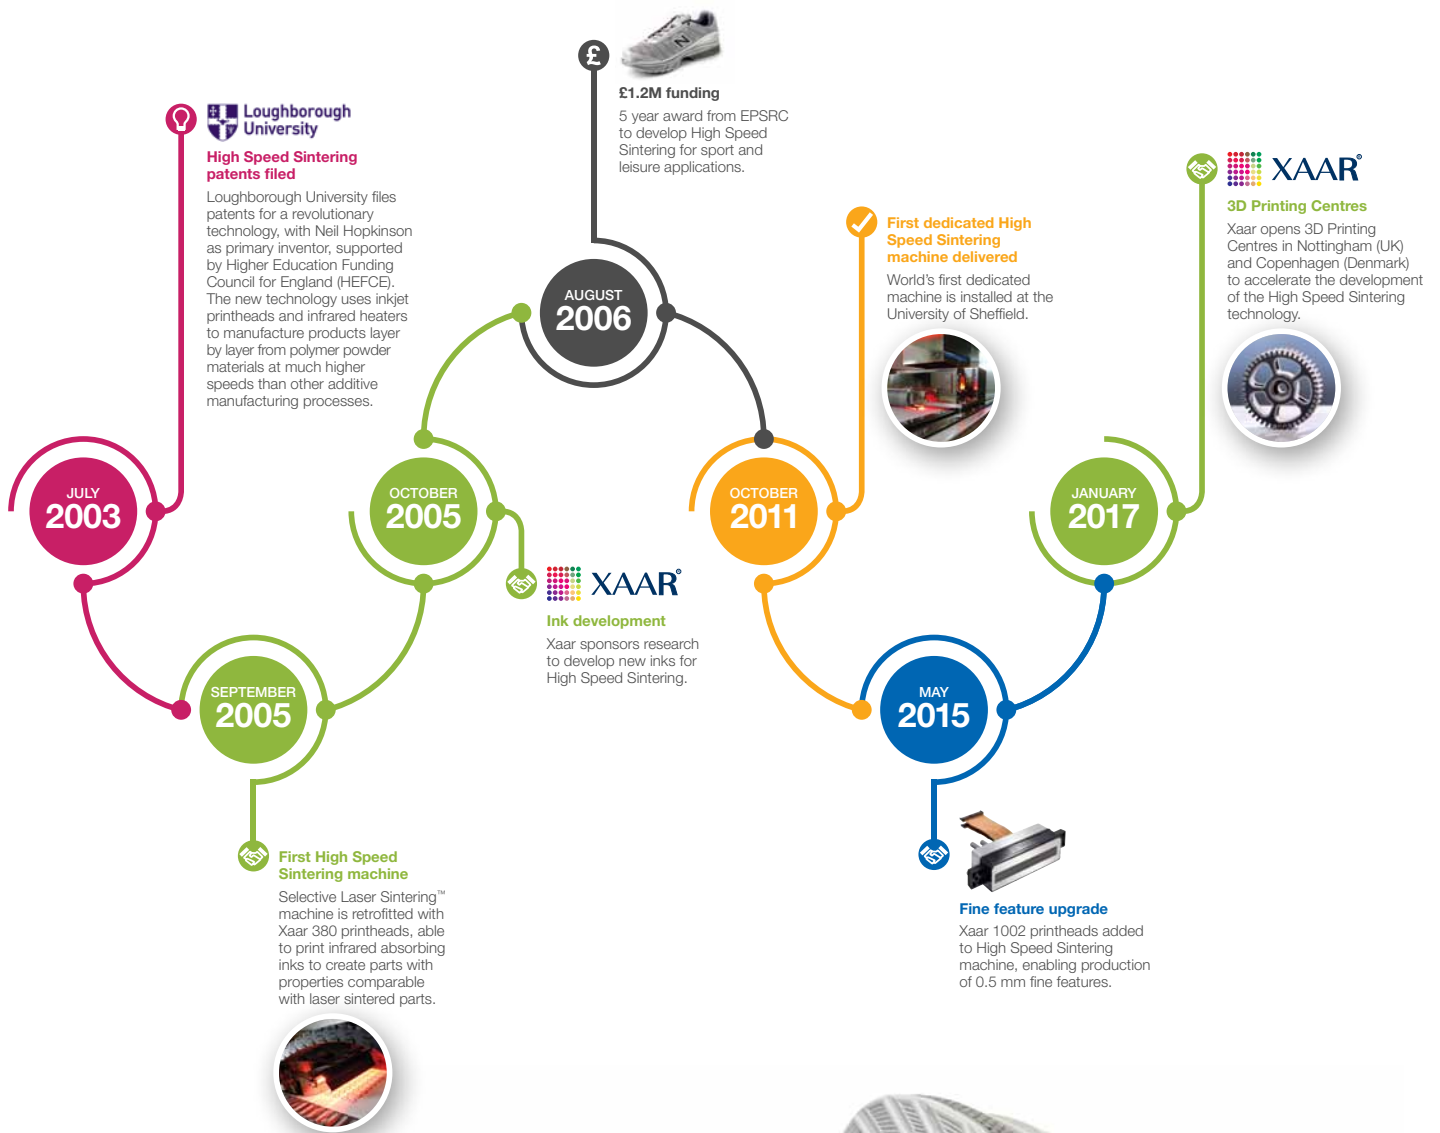 Loughborough
University
High Speed Sintering
patents filed
Loughborough University files
patents for a revolutionary
technology, with Neil Hopkinson
as primary inventor, supported
by Higher Education Funding
Council for England (HEFCE).
The new technology uses inkjet
printheads and infrared heaters
to manufacture products layer
by layer from polymer powder
materials at much higher
speeds than other additive
manufacturing processes.
JULY
2003
SEPTEMBER
2005
First High Speed
Sintering machine
Selective Laser Sintering™
machine is retrofitted with
Xaar 380 printheads, able
to print infrared absorbing
inks to create parts with
properties comparable
with laser sintered parts.
OCTOBER
2005
XAAR®
Ink development
Xaar sponsors research
to develop new inks for
High Speed Sintering.
£
N
£1.2M funding
5 year award from EPSRC
to develop High Speed
Sintering for sport and
leisure applications.
AUGUST
2006
First dedicated High
Speed Sintering
machine delivered
World's first dedicated
machine is installed at the
University of Sheffield.
OCTOBER
2011
MAY
2015
Fine feature upgrade
Xaar 1002 printheads added
to High Speed Sintering
machine, enabling production
of 0.5 mm fine features.
XAAR®
3D Printing Centres
Xaar opens 3D Printing
Centres in Nottingham (UK)
and Copenhagen (Denmark)
to accelerate the development
of the High Speed Sintering
technology.
JANUARY
2017